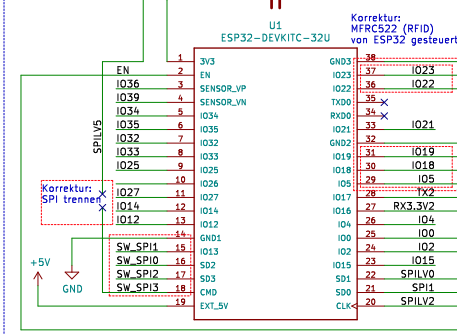 Korrektur:
MFRC522 (RFID)
von ESP32 gesteuert
U1
ESP32-DEVKITC-32U
1 3V3 GND3 38
EN 2 EN IO23 37 IO23
IO36 3 SENSOR_VP IO22 36 IO22
IO39 4 SENSOR_VN TXD0 35
IO34 5 IO34 RXD0 34
IO35 6 IO35 IO21 33 IO21
IO32 7 IO32 GND2 32
IO33 8 IO33 IO19 31 IO19
IO25 9 IO25 IO18 30 IO18
10 IO26 IO5 29 IO5
IO27 11 IO27 IO17 28 TX2
IO14 12 IO14 IO16 27 RX3.3V2
IO12 13 IO12 IO4 26 IO4
14 GND1 IO0 25 IO0
SW_SPI1 15 IO13 IO2 24 IO2
SW_SPI0 16 SD2 IO15 23 IO15
SW_SPI2 17 SD3 SD1 22 SPILV0
SW_SPI3 18 CMD SD0 21 SPI1
19 EXT_5V CLK 20 SPILV2
SPILV5
Korrektur:
SPI trennen
+5V
GND